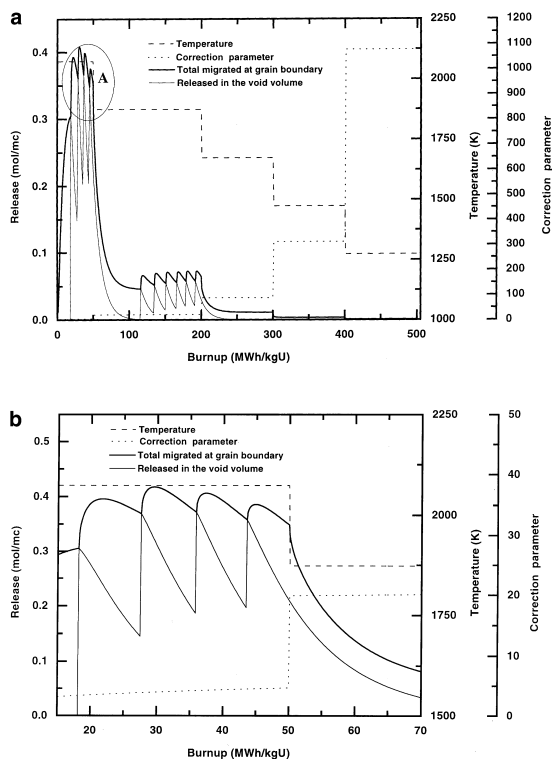 a
Temperature
Correction parameter
Total migrated at grain boundary
Released in the void volume
A
0.4
0.3
0.2
0.1
0.0
Release (mol/mc)
0 100 200 300 400 500
Burnup (MWh/kgU)
2250
2000
1750
1500
1250
1000
Temperature (K)
1200
1100
1000
900
800
700
600
500
400
300
200
100
0
Correction parameter
b
Temperature
Correction parameter
Total migrated at grain boundary
Released in the void volume
0.5
0.4
0.3
0.2
0.1
0.0
Release (mol/mc)
20 30 40 50 60 70
Burnup (MWh/kgU)
2250
2000
1750
1500
Temperature (K)
50
40
30
20
10
0
Correction parameter